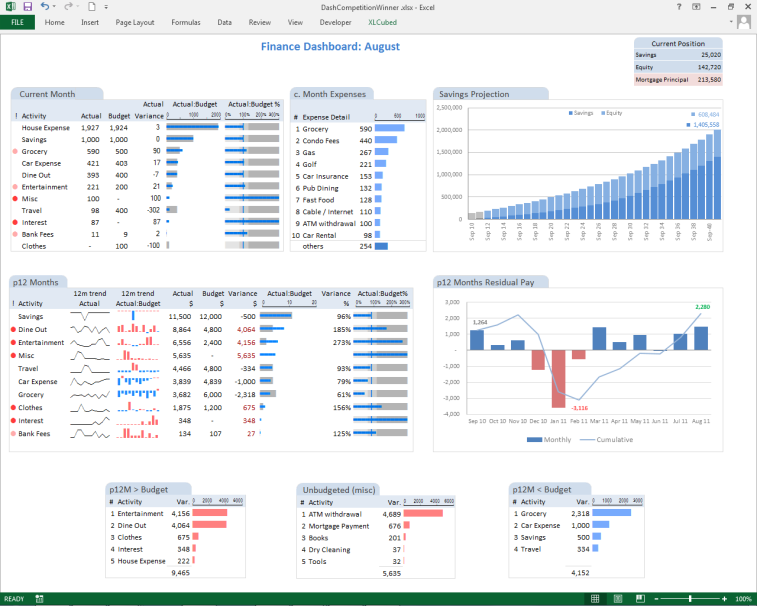 DashCompetitionWinner .xlsx - Excel
FILE Home Insert Page Layout Formulas Data Review View Developer XLCubed
Finance Dashboard: August
Current Position
Savings 25,020
Equity 142,720
Mortgage Principal 213,580
Current Month
Actual Actual:Budget Actual:Budget %
! Activity Actual Budget Variance 0 1000 2000 0% 100% 200% 300%
House Expense 1,927 1,924 3
Savings 1,000 1,000 0
Grocery 590 500 90
Car Expense 421 403 17
Dine Out 393 400 -7
Entertainment 221 200 21
Misc 100 - 100
Travel 98 400 -302
Interest 87 - 87
Bank Fees 11 9 2
Clothes - 100 -100
c. Month Expenses
# Expense Detail 0 500 1000
1 Grocery 590
2 Condo Fees 440
3 Gas 267
4 Golf 221
5 Car Insurance 153
6 Pub Dining 132
7 Fast Food 128
8 Cable / Internet 110
9 ATM withdrawal 100
10 Car Rental 98
others 254
Savings Projection
2,500,000
2,000,000
1,500,000
1,000,000
500,000
-
Savings Equity
608,484
1,405,558
Sep 10 Sep 12 Sep 14 Sep 16 Sep 18 Sep 20 Sep 22 Sep 24 Sep 26 Sep 28 Sep 30 Sep 32 Sep 34 Sep 36 Sep 38 Sep 40
p12 Months
12m trend 12m trend Actual Budget Variance Actual:Budget Variance Actual:Budget%
! Activity Actual Actual:Budget $ $ $ 0 10 20 % 0% 100% 200% 300%
Savings 11,500 12,000 -500 96%
Dine Out 8,864 4,800 4,064 185%
Entertainment 6,556 2,400 4,156 273%
Misc 5,635 - 5,635
Travel 4,466 4,800 -334 93%
Car Expense 3,839 4,839 -1,000 79%
Grocery 3,682 6,000 -2,318 61%
Clothes 1,875 1,200 675 156%
Interest 348 - 348
Bank Fees 134 107 27 125%
p12 Months Residual Pay
3,000
2,000
1,000
-
-1,000
-2,000
-3,000
-4,000
1,264
-3,116
2,280
Sep 10 Oct 10 Nov 10 Dec 10 Jan 11 Feb 11 Mar 11 Apr 11 May 11 Jun 11 Jul 11 Aug 11
Monthly Cumulative
p12M > Budget
# Activity Var. 0 2000 4000 6000
1 Entertainment 4,156
2 Dine Out 4,064
3 Clothes 675
4 Interest 348
5 House Expense 222
9,465
Unbudgeted (misc)
# Activity Var. 0 2000 4000 6000
1 ATM withdrawal 4,689
2 Mortgage Payment 676
3 Books 201
4 Dry Cleaning 37
5 Tools 32
5,635
p12M < Budget
# Activity Var.
1 Grocery 2,318
2 Car Expense 1,000
3 Savings 500
4 Travel 334
4,152
READY 100%